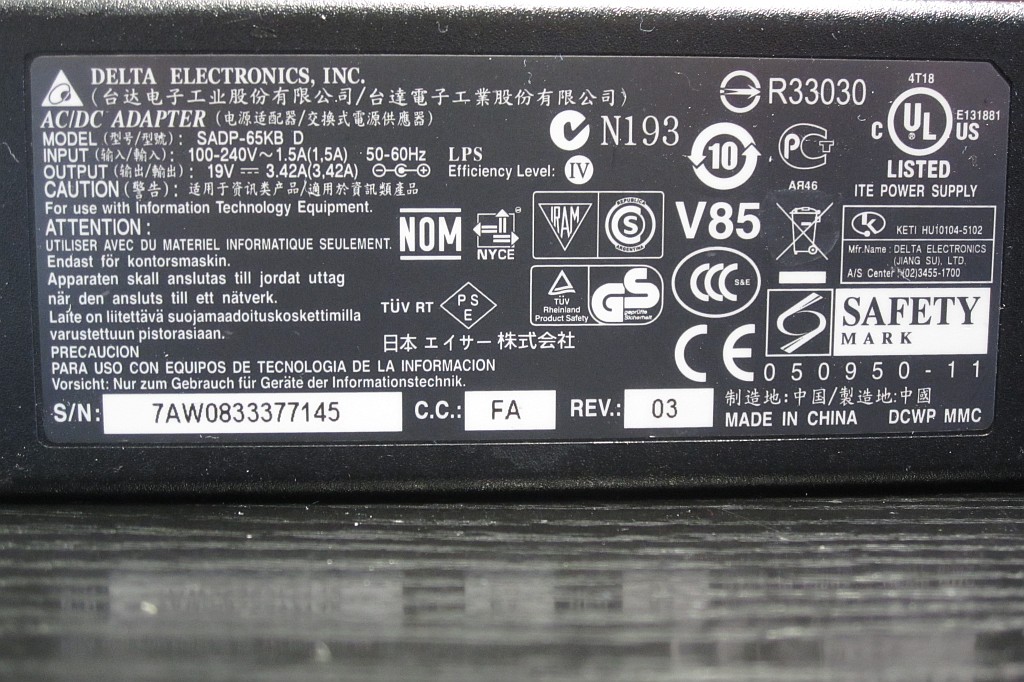 DELTA ELECTRONICS, INC.
(台达电子工业股份有限公司/台達電子工業股份有限公司)
AC/DC ADAPTER (电源适配器/交換式電源供應器)
MODEL (型号/型號): SADP-65KB D
INPUT (输入/輸入): 100-240V~1.5A(1,5A) 50-60Hz LPS
OUTPUT (输出/輸出): 19V 3.42A(3,42A) Efficiency Level: IV
CAUTION (警告): 适用于资讯类产品/適用於資訊類產品
For use with Information Technology Equipment.
ATTENTION :
UTILISER AVEC DU MATERIEL INFORMATIQUE SEULEMENT.
Endast för kontorsmaskin.
Apparaten skall anslutas till jordat uttag
när den ansluts till ett nätverk.
Laite on liitettävä suojamaadoituskoskettimilla
varustettuun pistorasiaan.
PRECAUCION
PARA USO CON EQUIPOS DE TECNOLOGIA DE LA INFORMACION
Vorsicht: Nur zum Gebrauch für Geräte der Informationstechnik.
N193
10
R33030
4T18
C UL US
E131881
LISTED
ITE POWER SUPPLY
AЯ46
NOM
NYCE
IRAM
REPUBLICA
S
ARGENTINA
V85
KETI HU10104-5102
Mfr.Name : DELTA ELECTRONICS
(JIANG SU), LTD.
A/S Center :(02)3455-1700
TÜV RT
PS
E
TÜV
Rheinland
Product Safety
GS
geprüfte
Sicherheit
CCC
S&E
日本 エイサー 株式会社
CE
SAFETY
MARK
050950-11
S/N: 7AW0833377145 C.C.: FA REV.: 03
制造地:中国/製造地:中國
MADE IN CHINA DCWP MMC